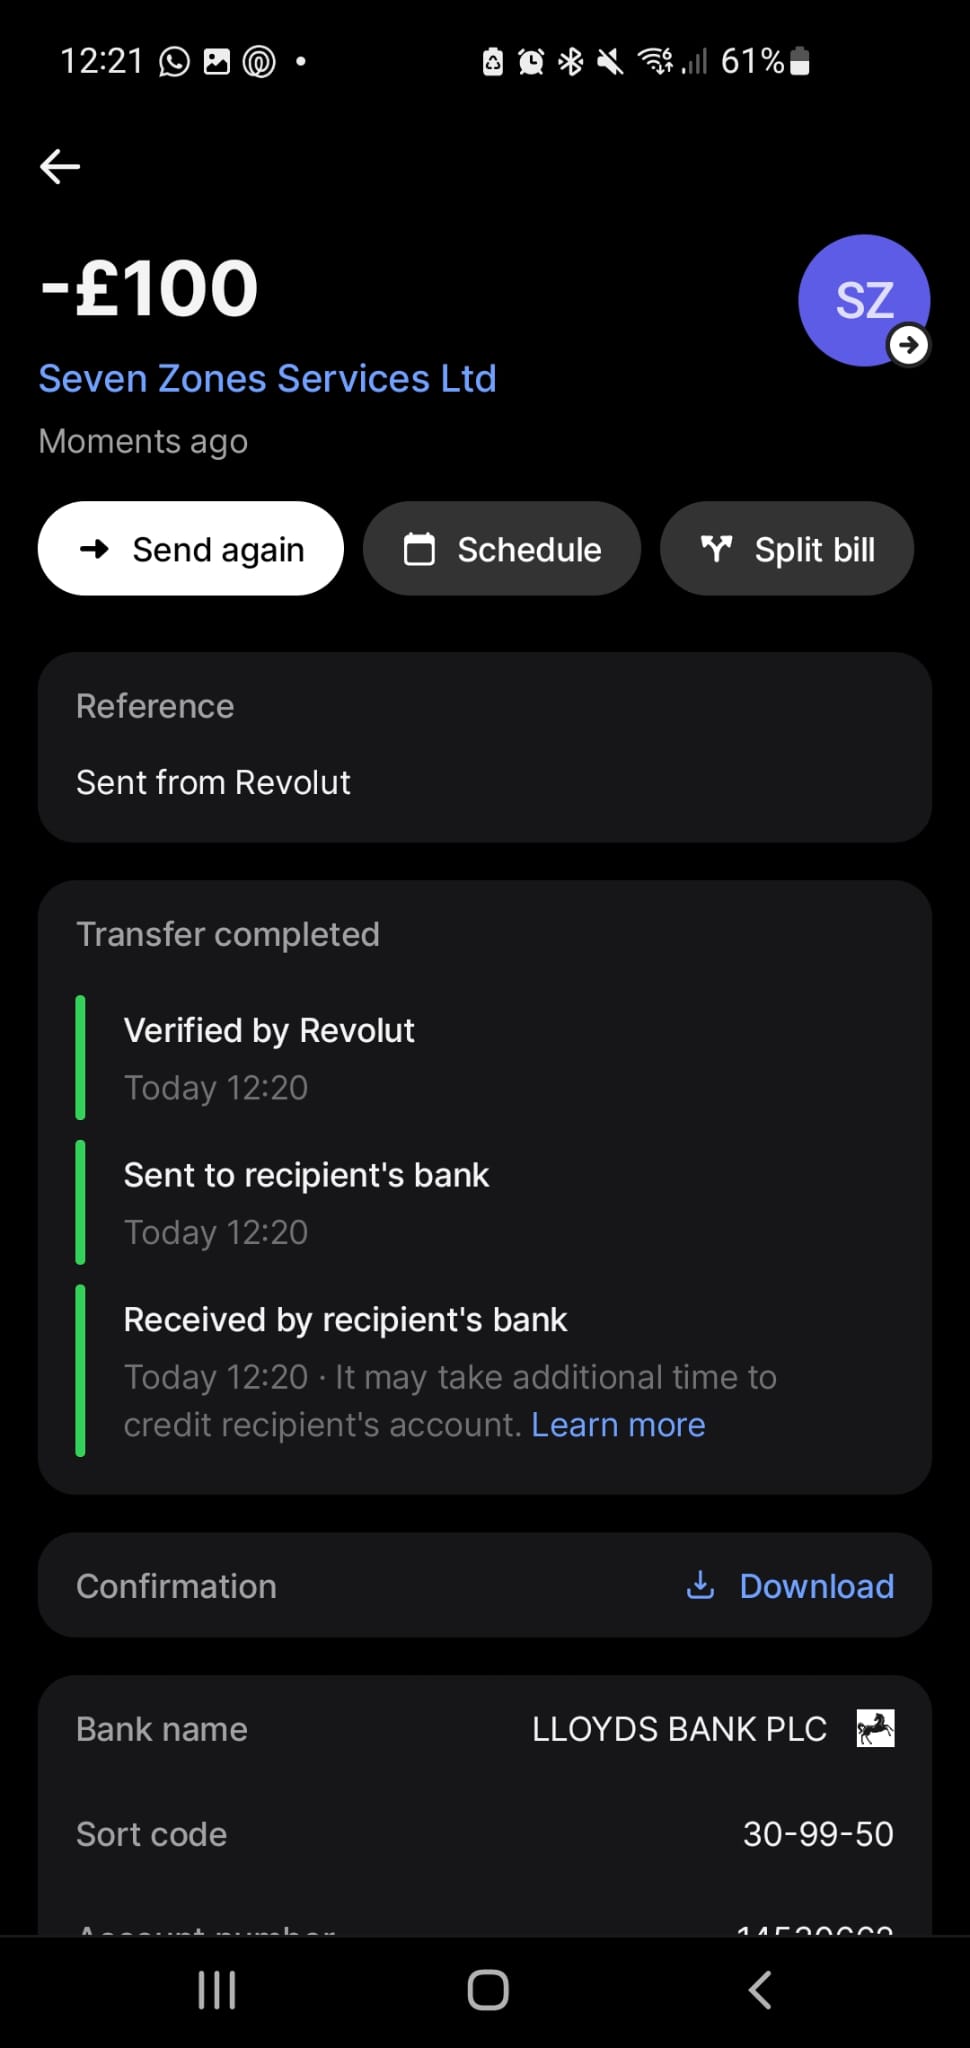 12:21
61%
-£100
SZ
Seven Zones Services Ltd
Moments ago
Send again
Schedule
Split bill
Reference
Sent from Revolut
Transfer completed
Verified by Revolut
Today 12:20
Sent to recipient's bank
Today 12:20
Received by recipient's bank
Today 12:20 · It may take additional time to
credit recipient's account. Learn more
Confirmation
Download
Bank name
LLOYDS BANK PLC
Sort code
30-99-50
Account number